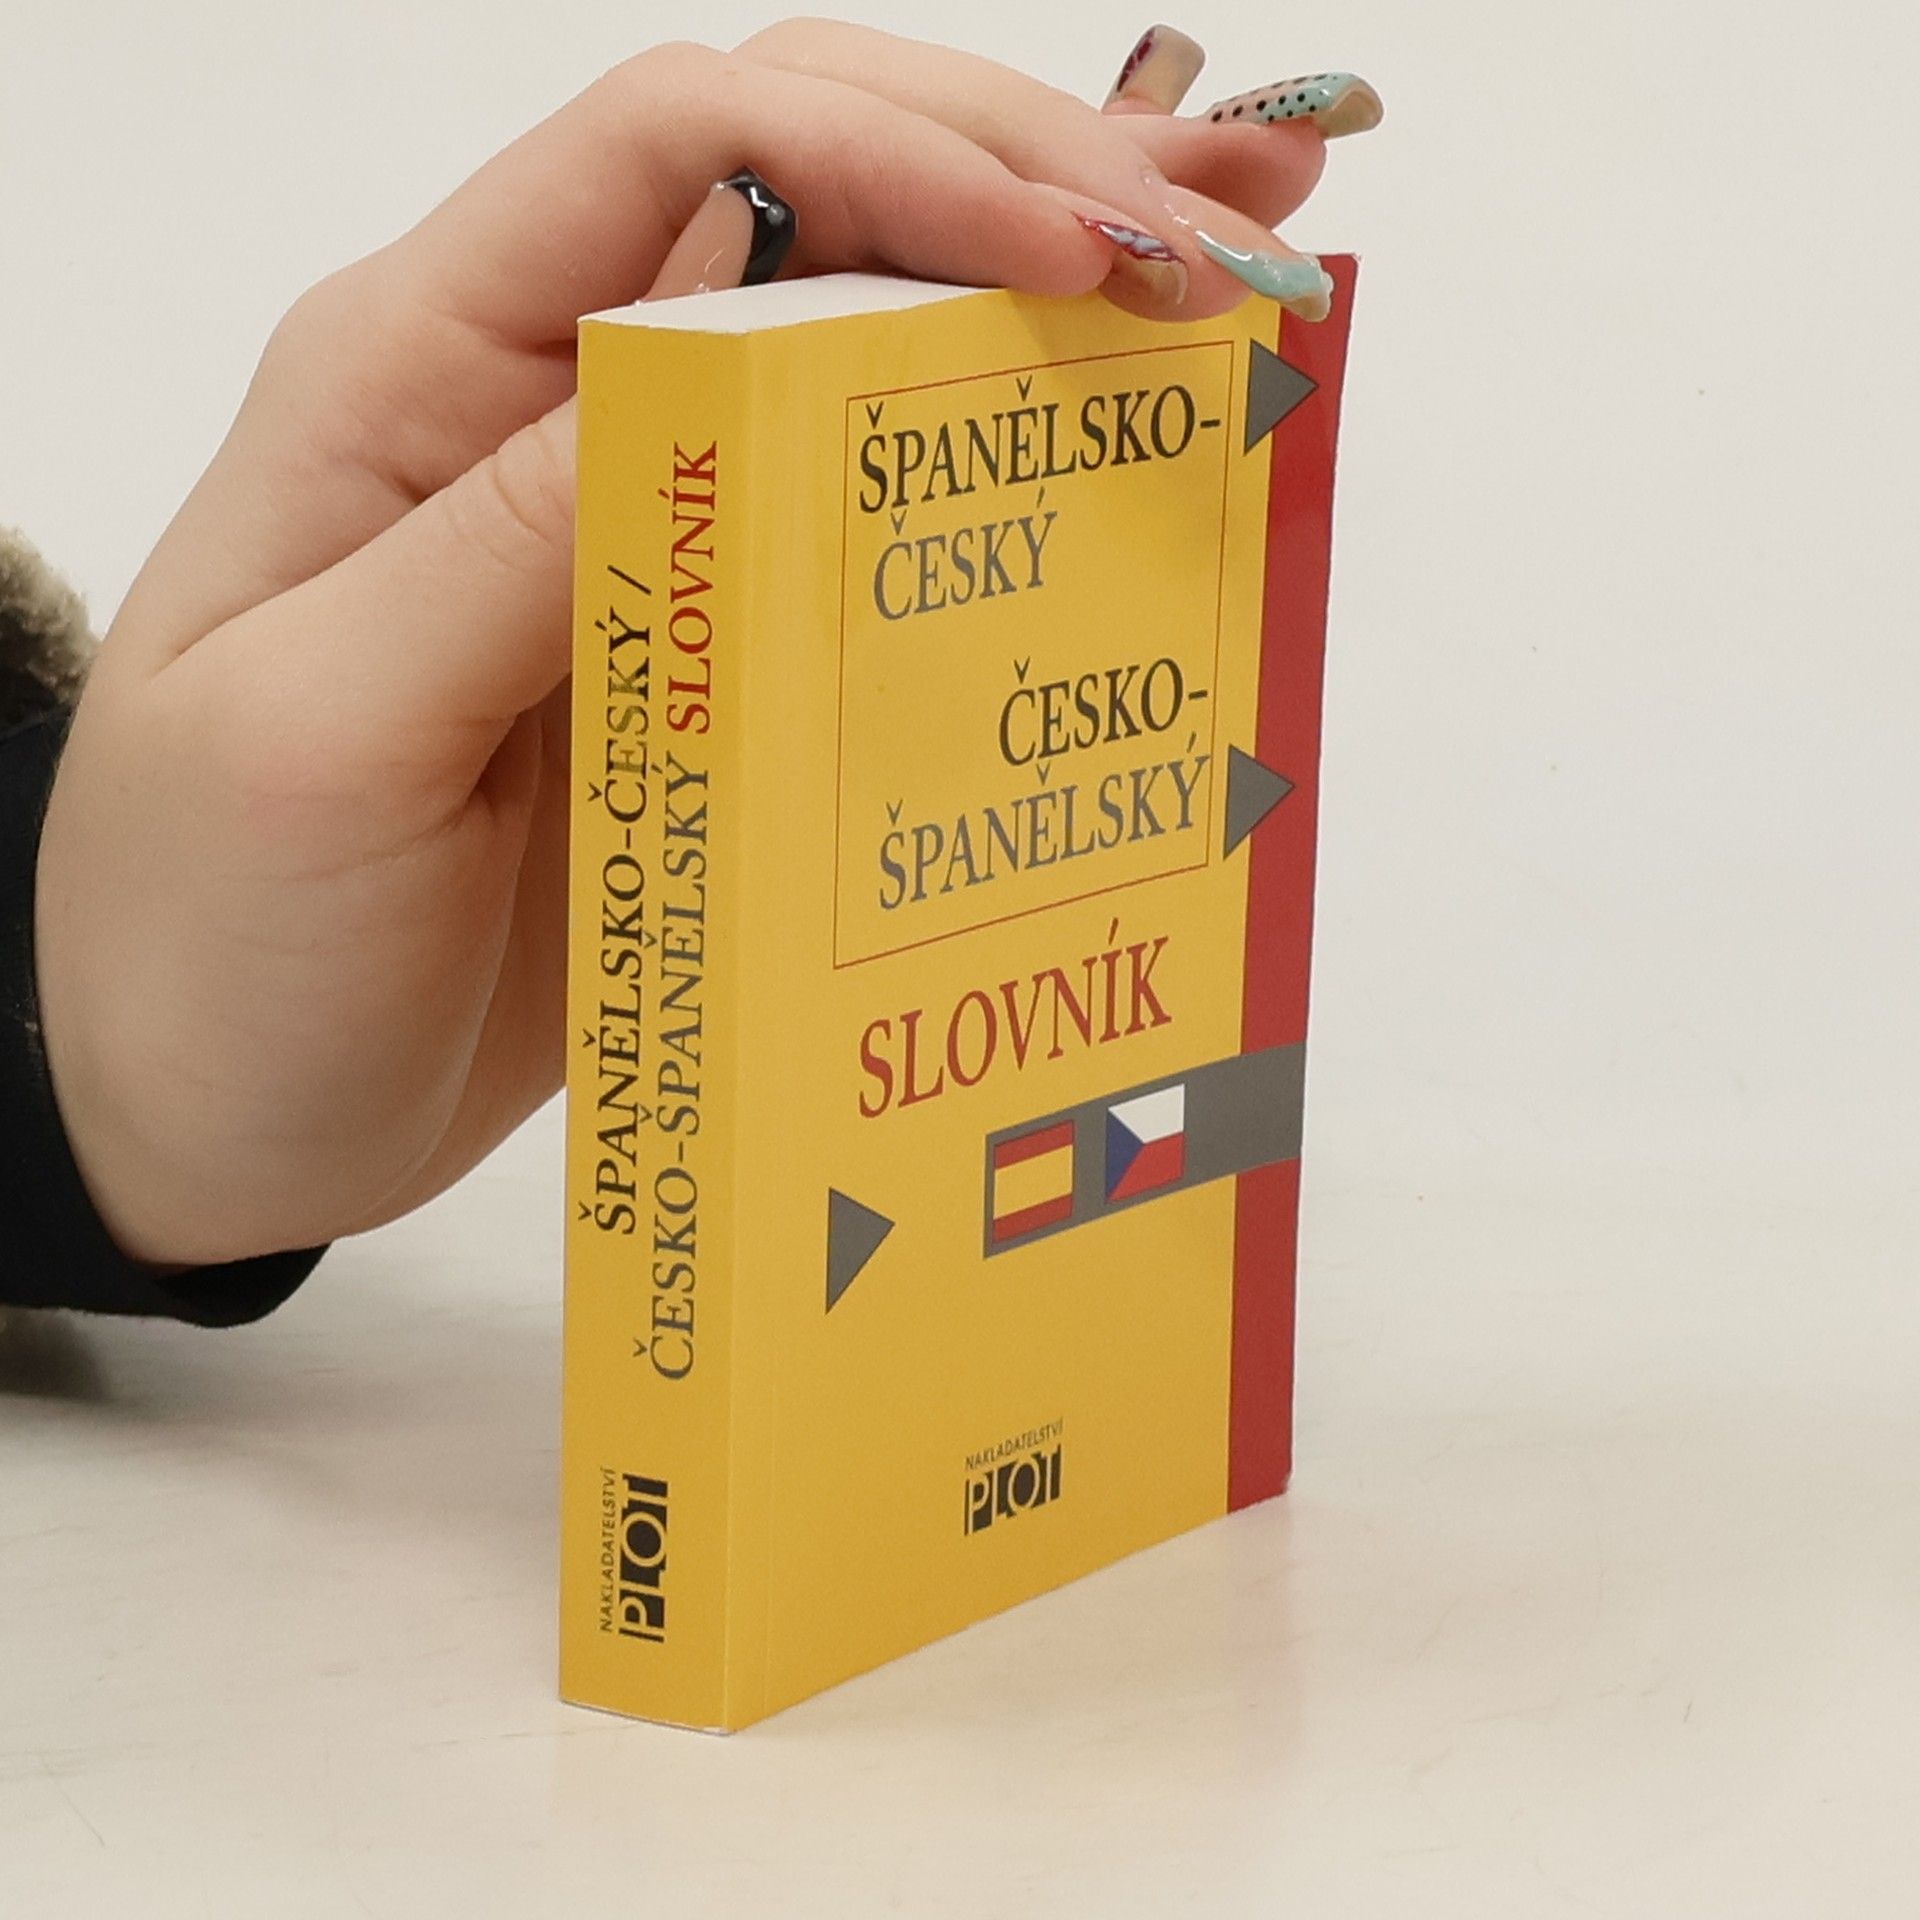 ŠPANĚLSKO-ČESKÝ /
ČESKO-ŠPANĚLSKÝ SLOVNÍK
NAKLADATELSTVÍ
PLOT
ŠPANĚLSKO-
ČESKÝ
ČESKO-
ŠPANĚLSKÝ
SLOVNÍK
NAKLADATELSTVÍ
PLOT